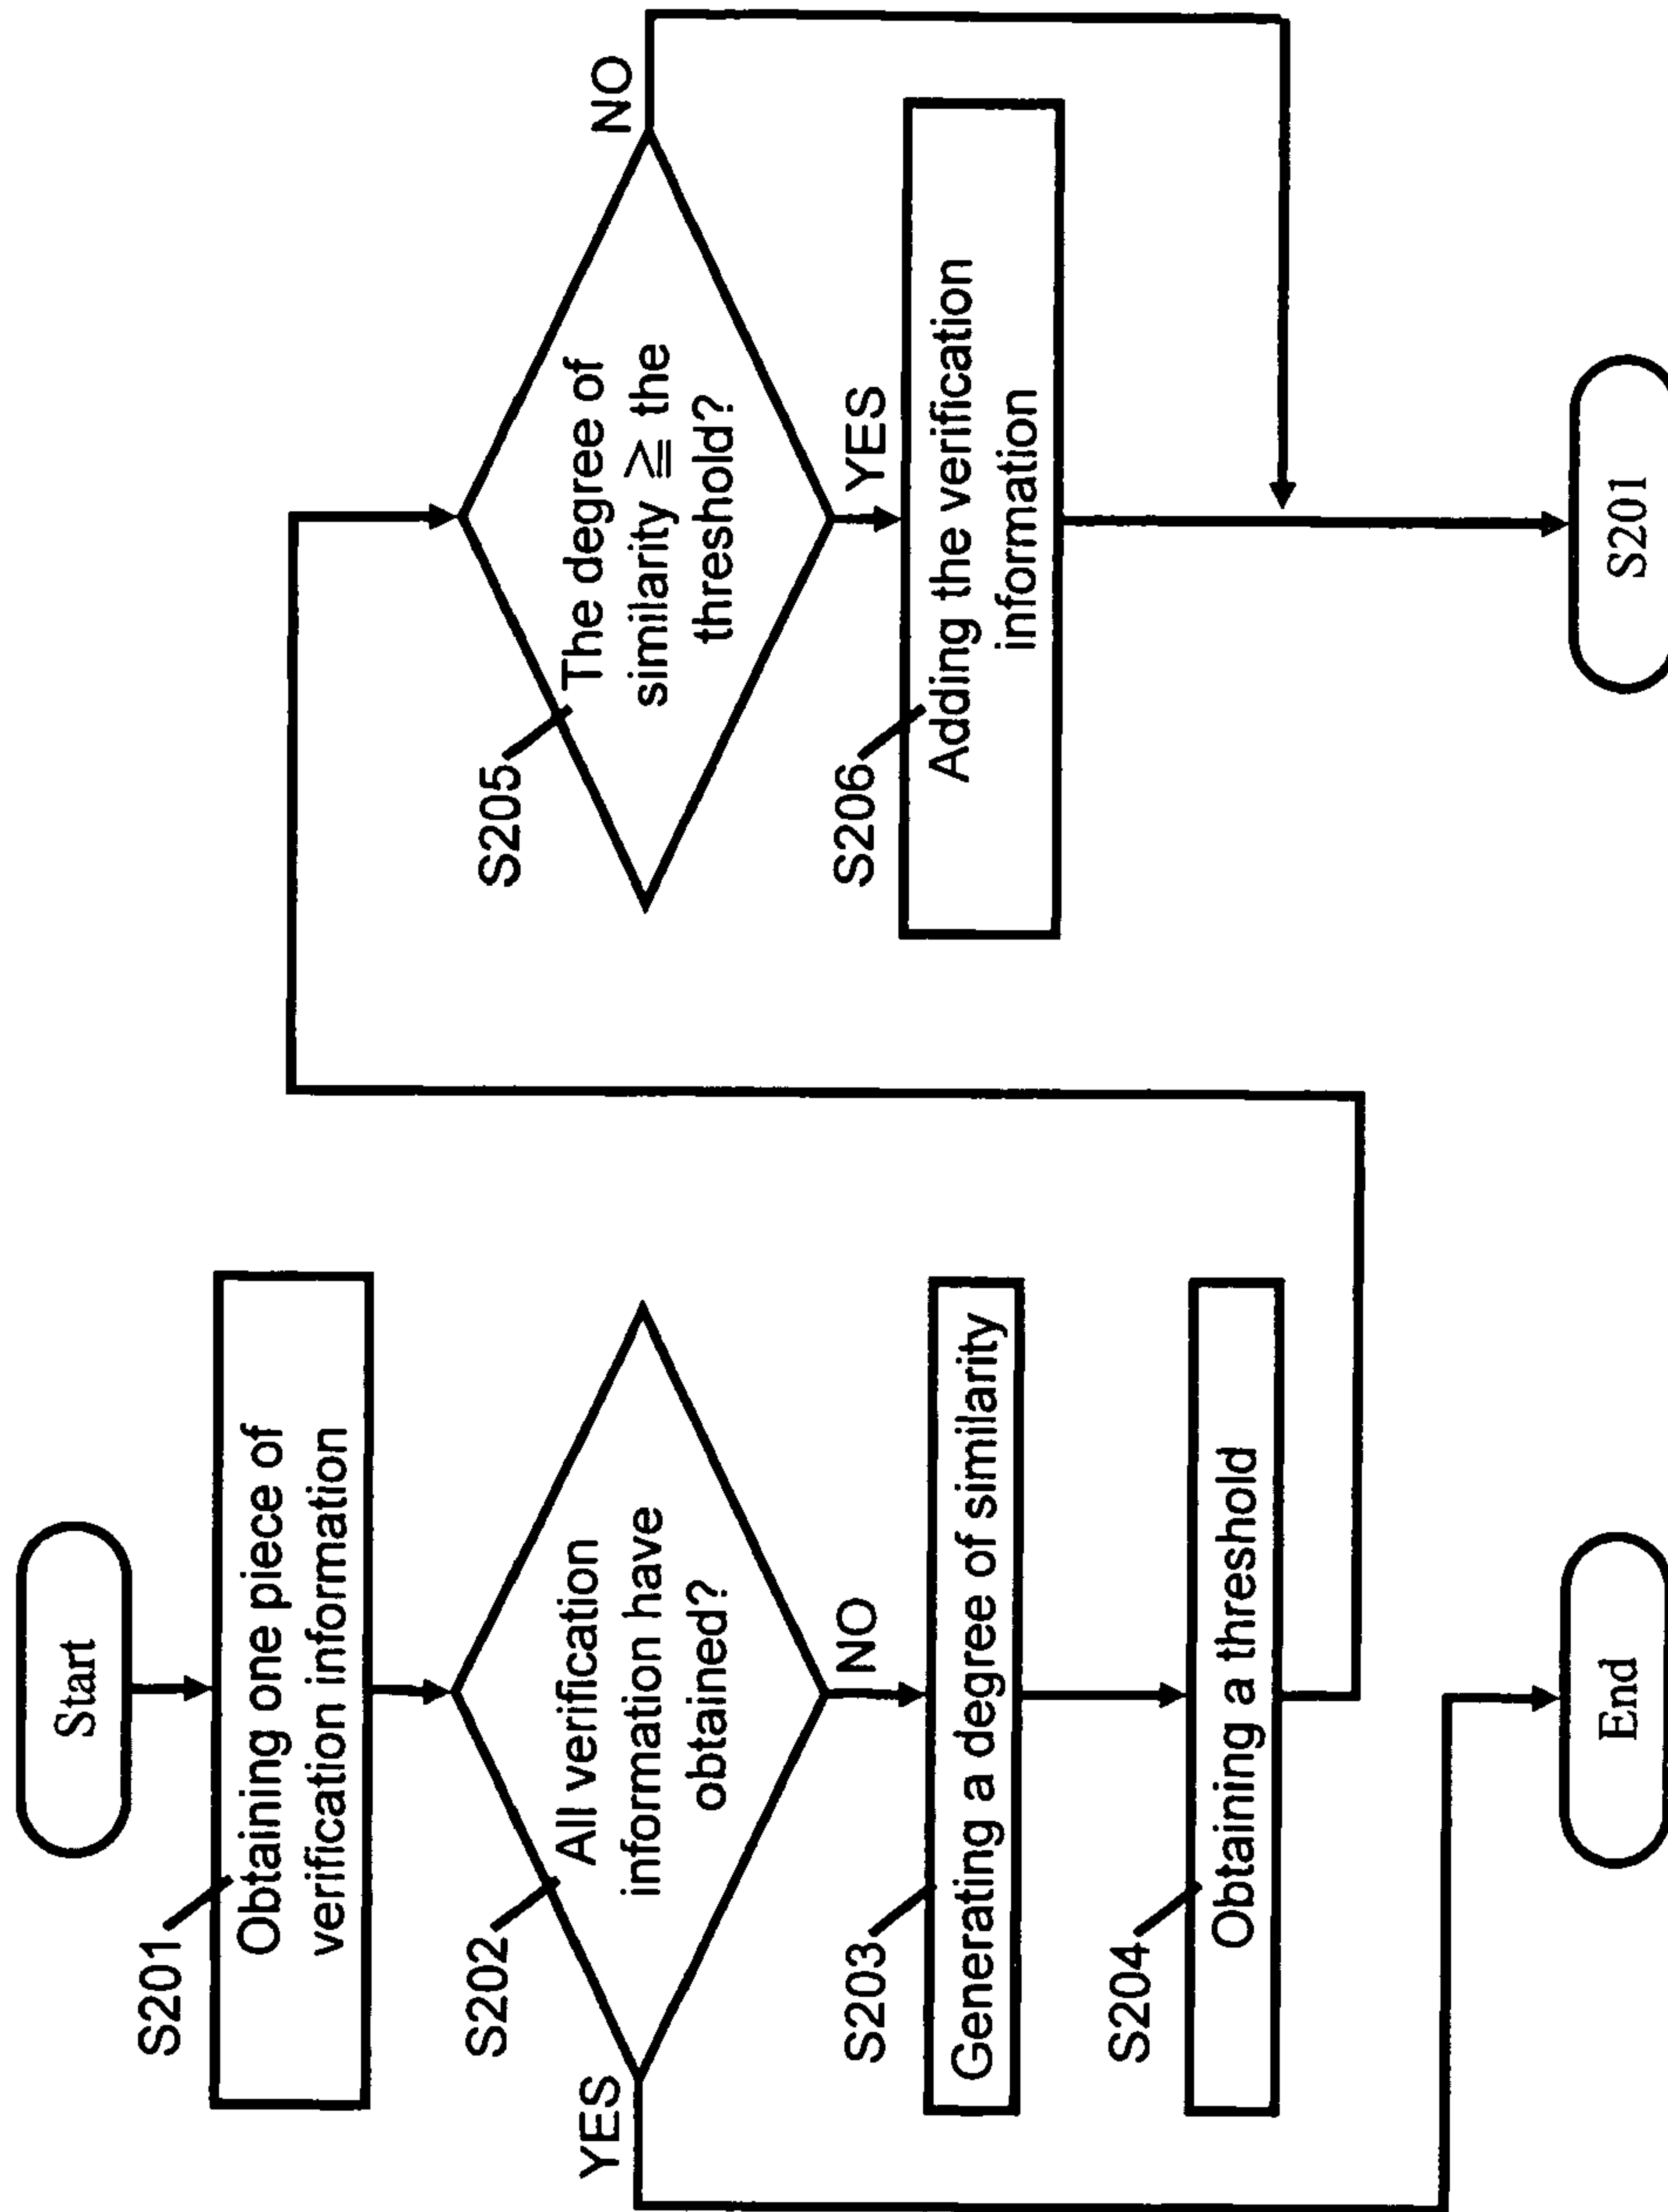 Start
S201
Obtaining one piece of
verification information
S202
All verification
information have
obtained?
YES
NO
S203
Generating a degree of similarity
S204
Obtaining a threshold
End
S205
The degree of
similarity ≧ the
threshold?
NO
YES
S206
Adding the verification
information
S201